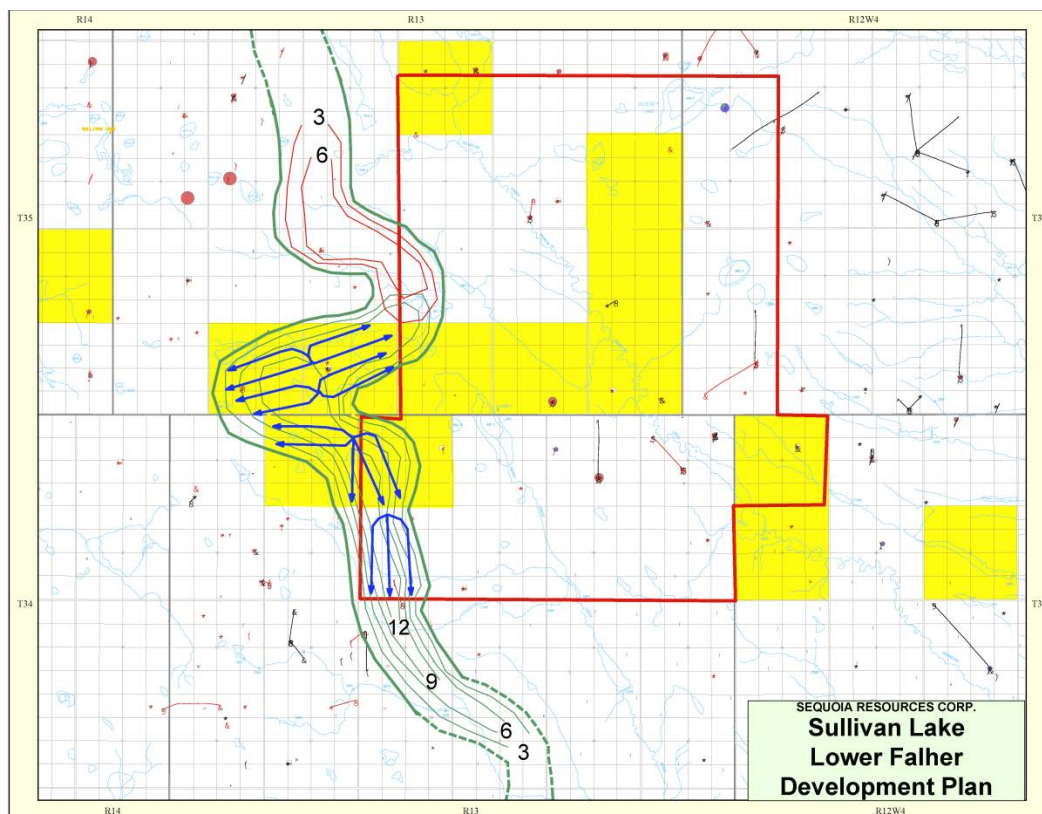 R14
R13
R12W4
3
6
T35
T3
T34
T3
12
9
6
3
SEQUOIA RESOURCES CORP.
Sullivan Lake
Lower Falher
Development Plan
R14
R13
R12W4